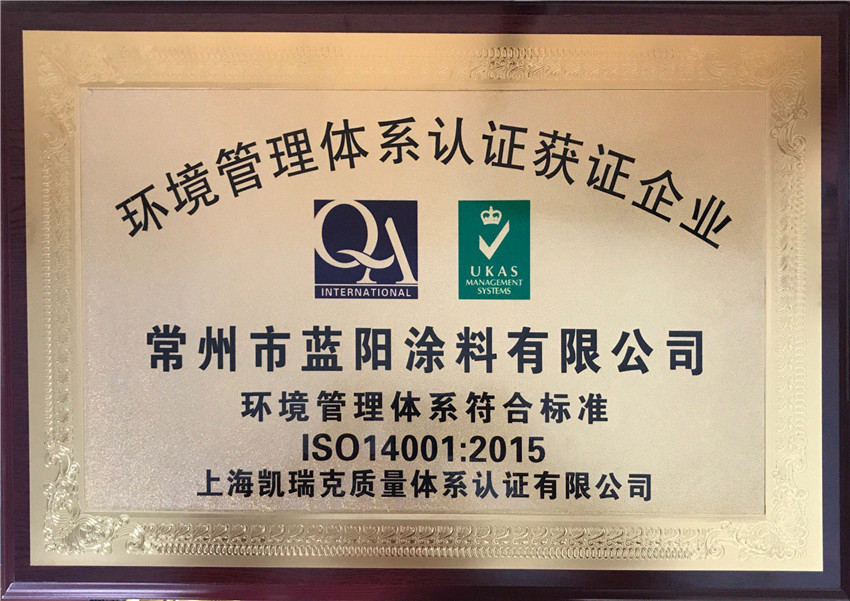 环境管理体系认证获证企业
QA
INTERNATIONAL
UKAS
MANAGEMENT
SYSTEMS
常州市蓝阳涂料有限公司
环境管理体系符合标准
ISO14001:2015
上海凯瑞克质量体系认证有限公司